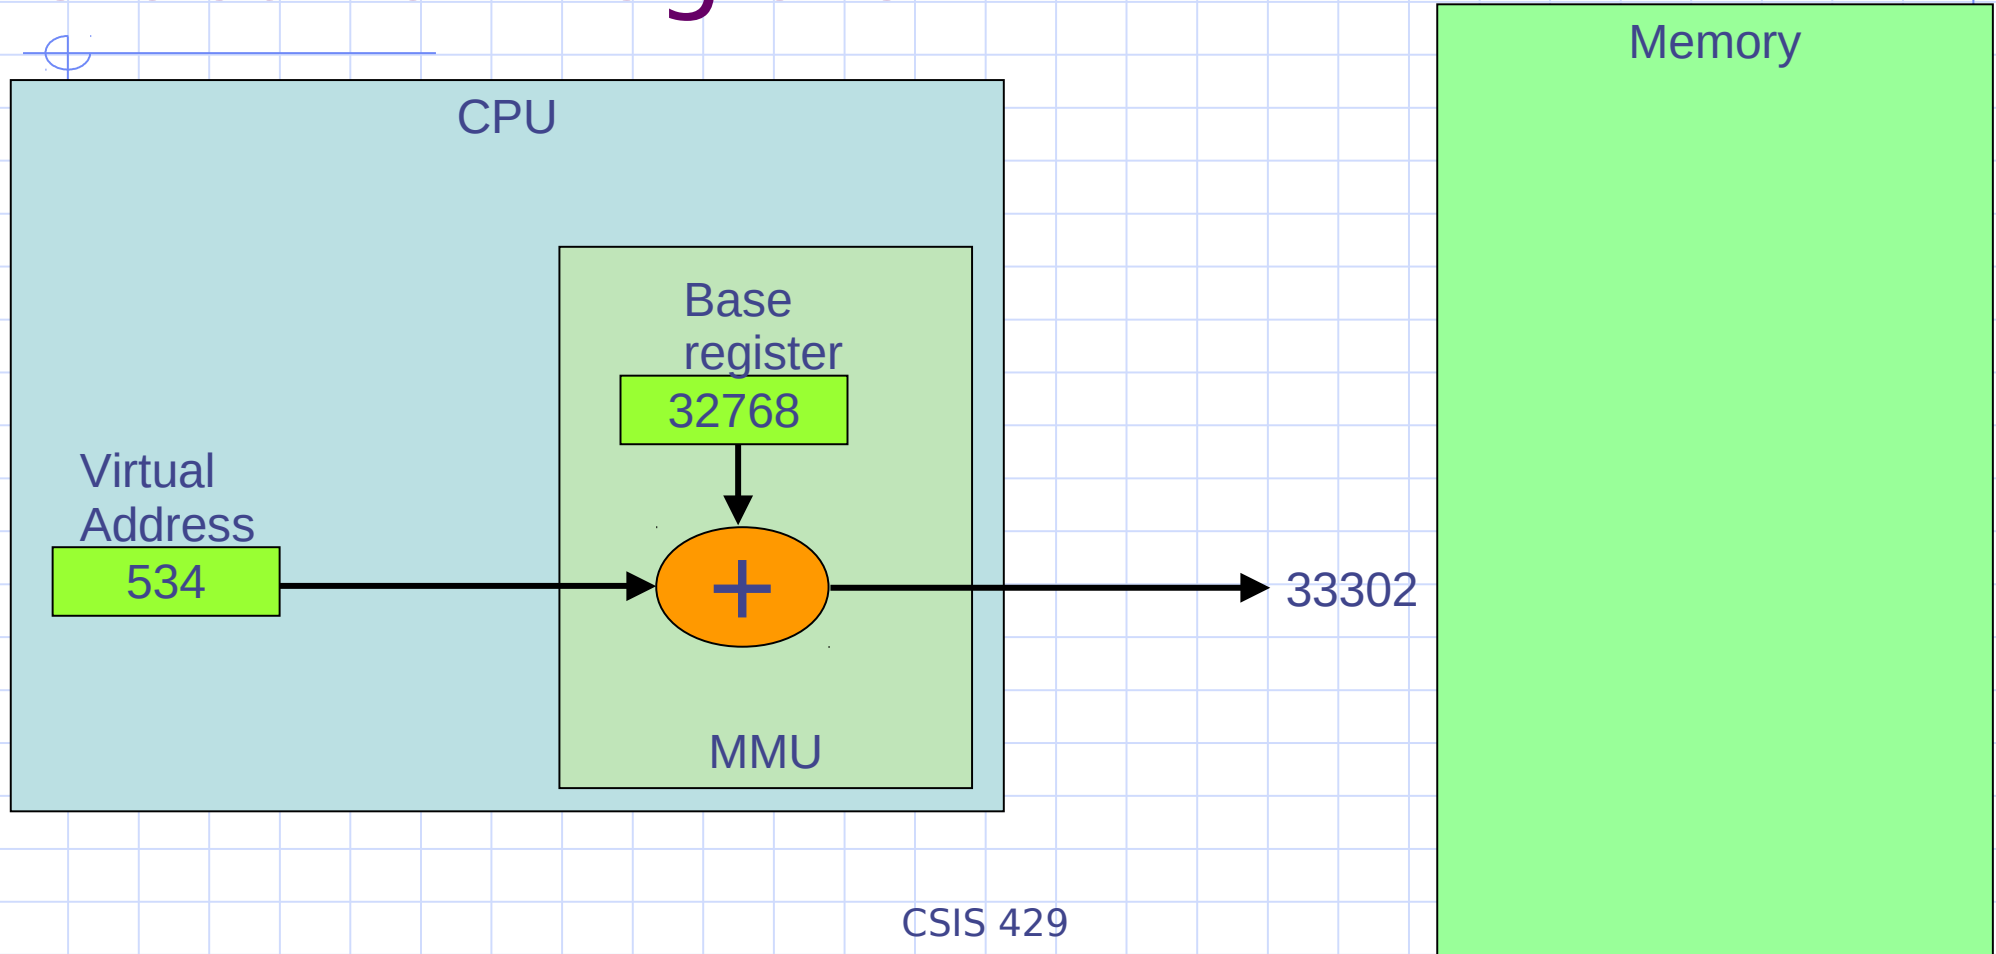 Memory
CPU
Base
register
32768
Virtual
Address
534
+
33302
MMU
CSIS 429